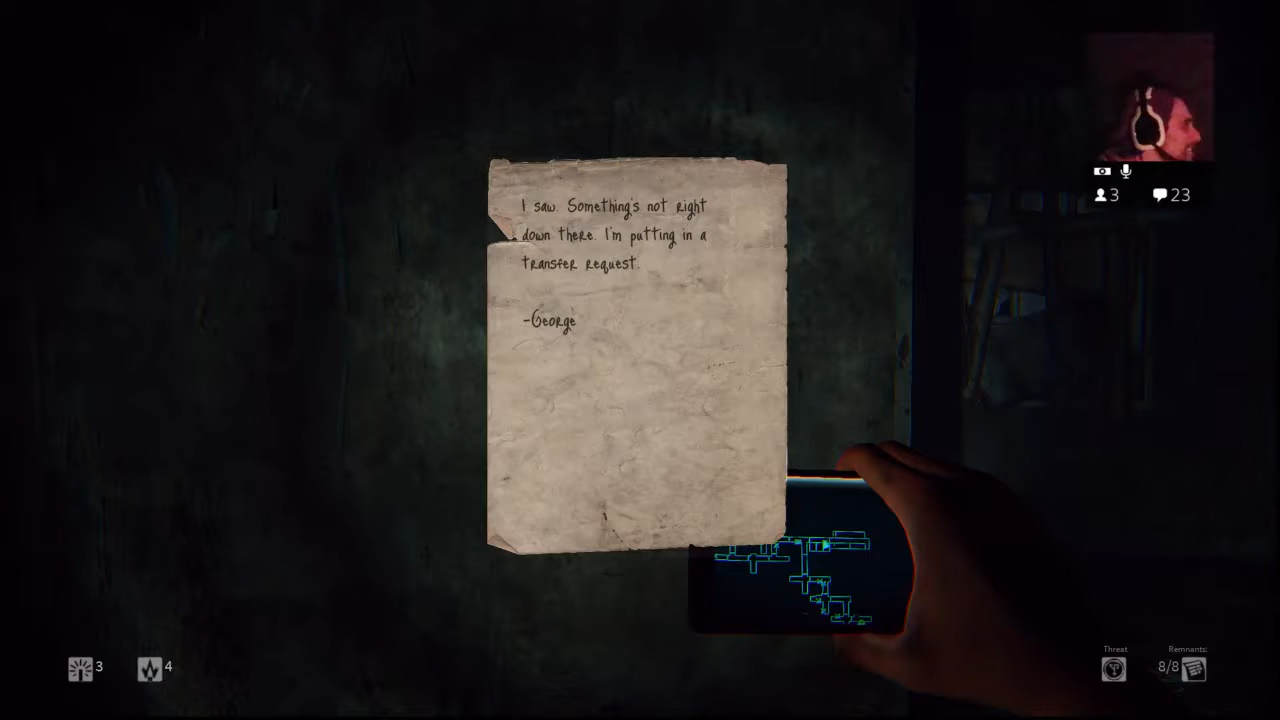 I saw. Something's not right
down there. I'm putting in a
transfer request.
-George
3
23
3
4
Threat
Remnants:
8/8